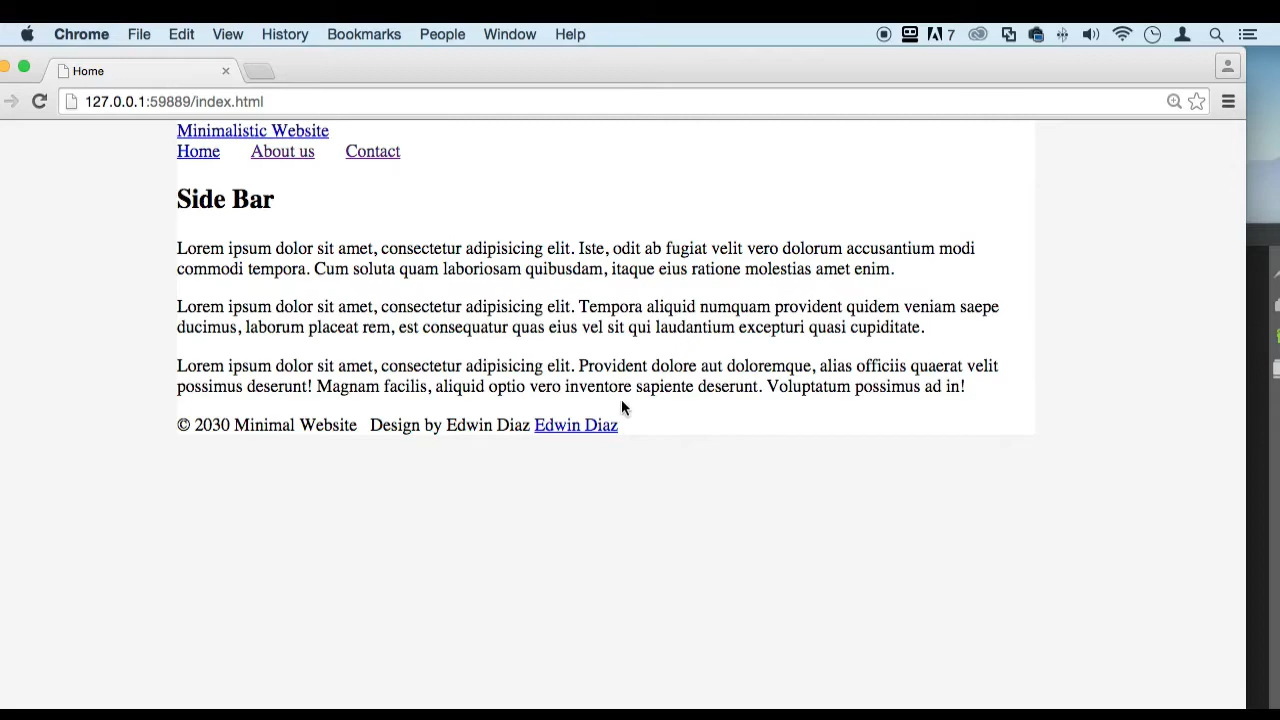 Chrome File Edit View History Bookmarks People Window Help 7
Home
127.0.0.1:59889/index.html
Minimalistic Website
Home About us Contact
Side Bar
Lorem ipsum dolor sit amet, consectetur adipisicing elit. Iste, odit ab fugiat velit vero dolorum accusantium modi
commodi tempora. Cum soluta quam laboriosam quibusdam, itaque eius ratione molestias amet enim.
Lorem ipsum dolor sit amet, consectetur adipisicing elit. Tempora aliquid numquam provident quidem veniam saepe
ducimus, laborum placeat rem, est consequatur quas eius vel sit qui laudantium excepturi quasi cupiditate.
Lorem ipsum dolor sit amet, consectetur adipisicing elit. Provident dolore aut doloremque, alias officiis quaerat velit
possimus deserunt! Magnam facilis, aliquid optio vero inventore sapiente deserunt. Voluptatum possimus ad in!
© 2030 Minimal Website Design by Edwin Diaz Edwin Diaz